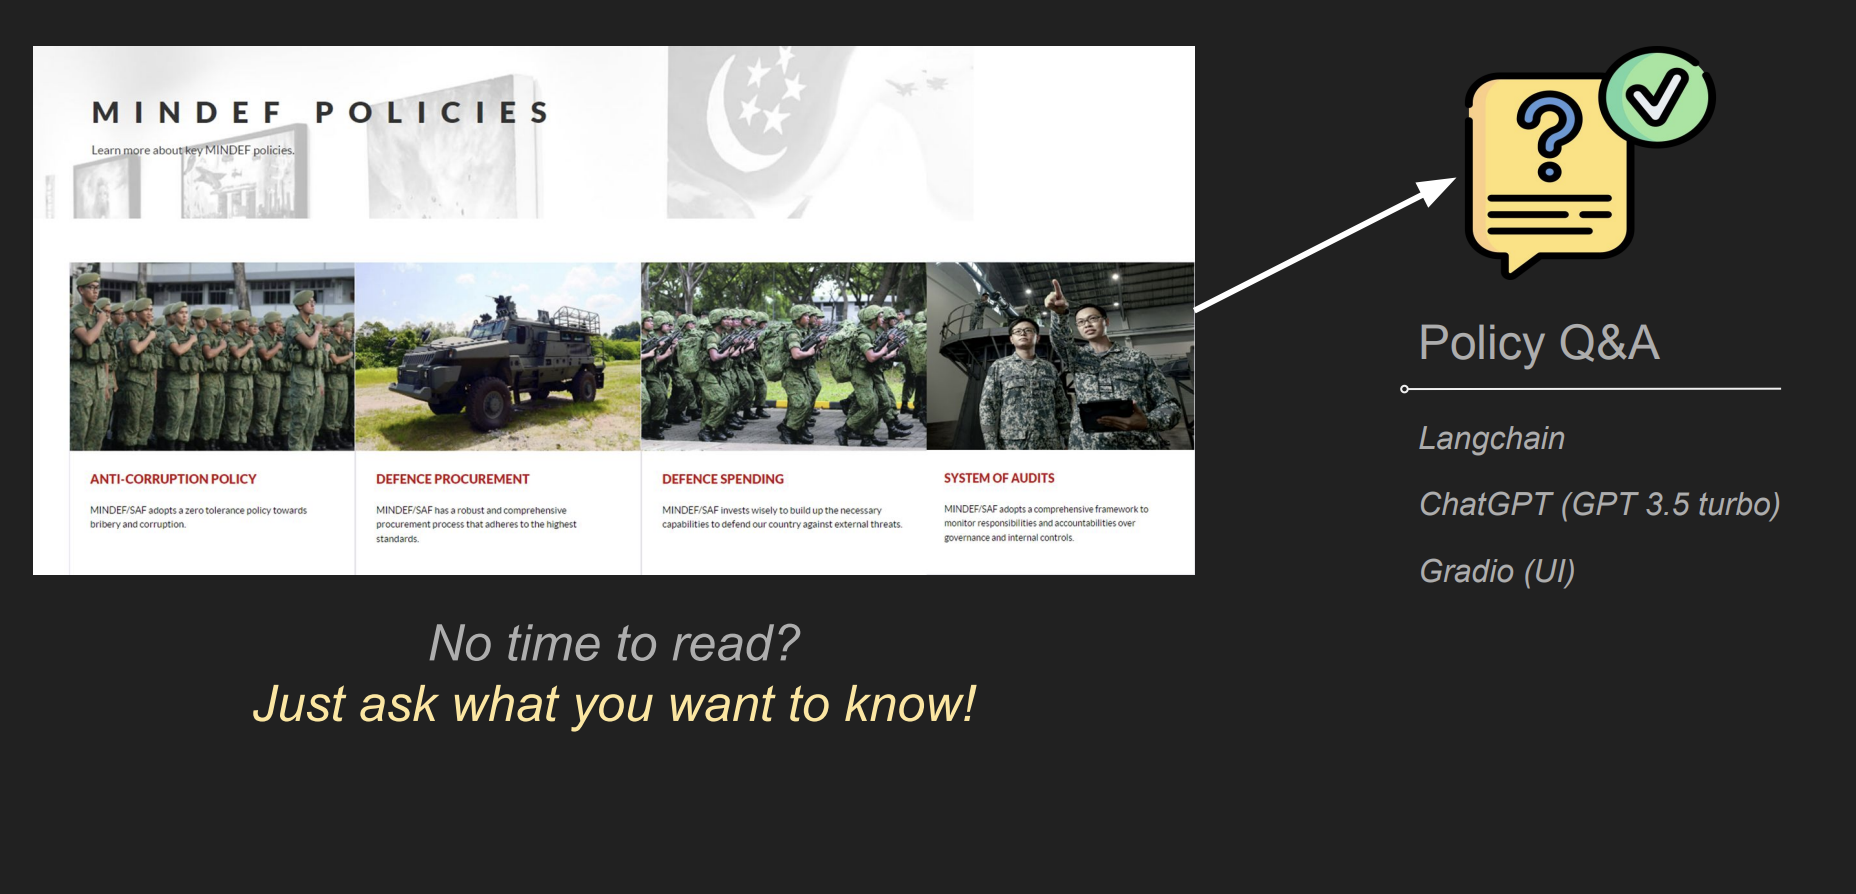 MINDEF POLICIES
Learn more about key MINDEF policies.
ANTI-CORRUPTION POLICY
MINDEF/SAF adopts a zero tolerance policy towards
bribery and corruption.
DEFENCE PROCUREMENT
MINDEF/SAF has a robust and comprehensive
procurement process that adheres to the highest
standards.
DEFENCE SPENDING
MINDEF/SAF invests wisely to build up the necessary
capabilities to defend our country against external threats.
SYSTEM OF AUDITS
MINDEF/SAF adopts a comprehensive framework to
monitor responsibilities and accountabilities over
governance and internal controls.
No time to read?
Just ask what you want to know!
Policy Q&A
Langchain
ChatGPT (GPT 3.5 turbo)
Gradio (UI)